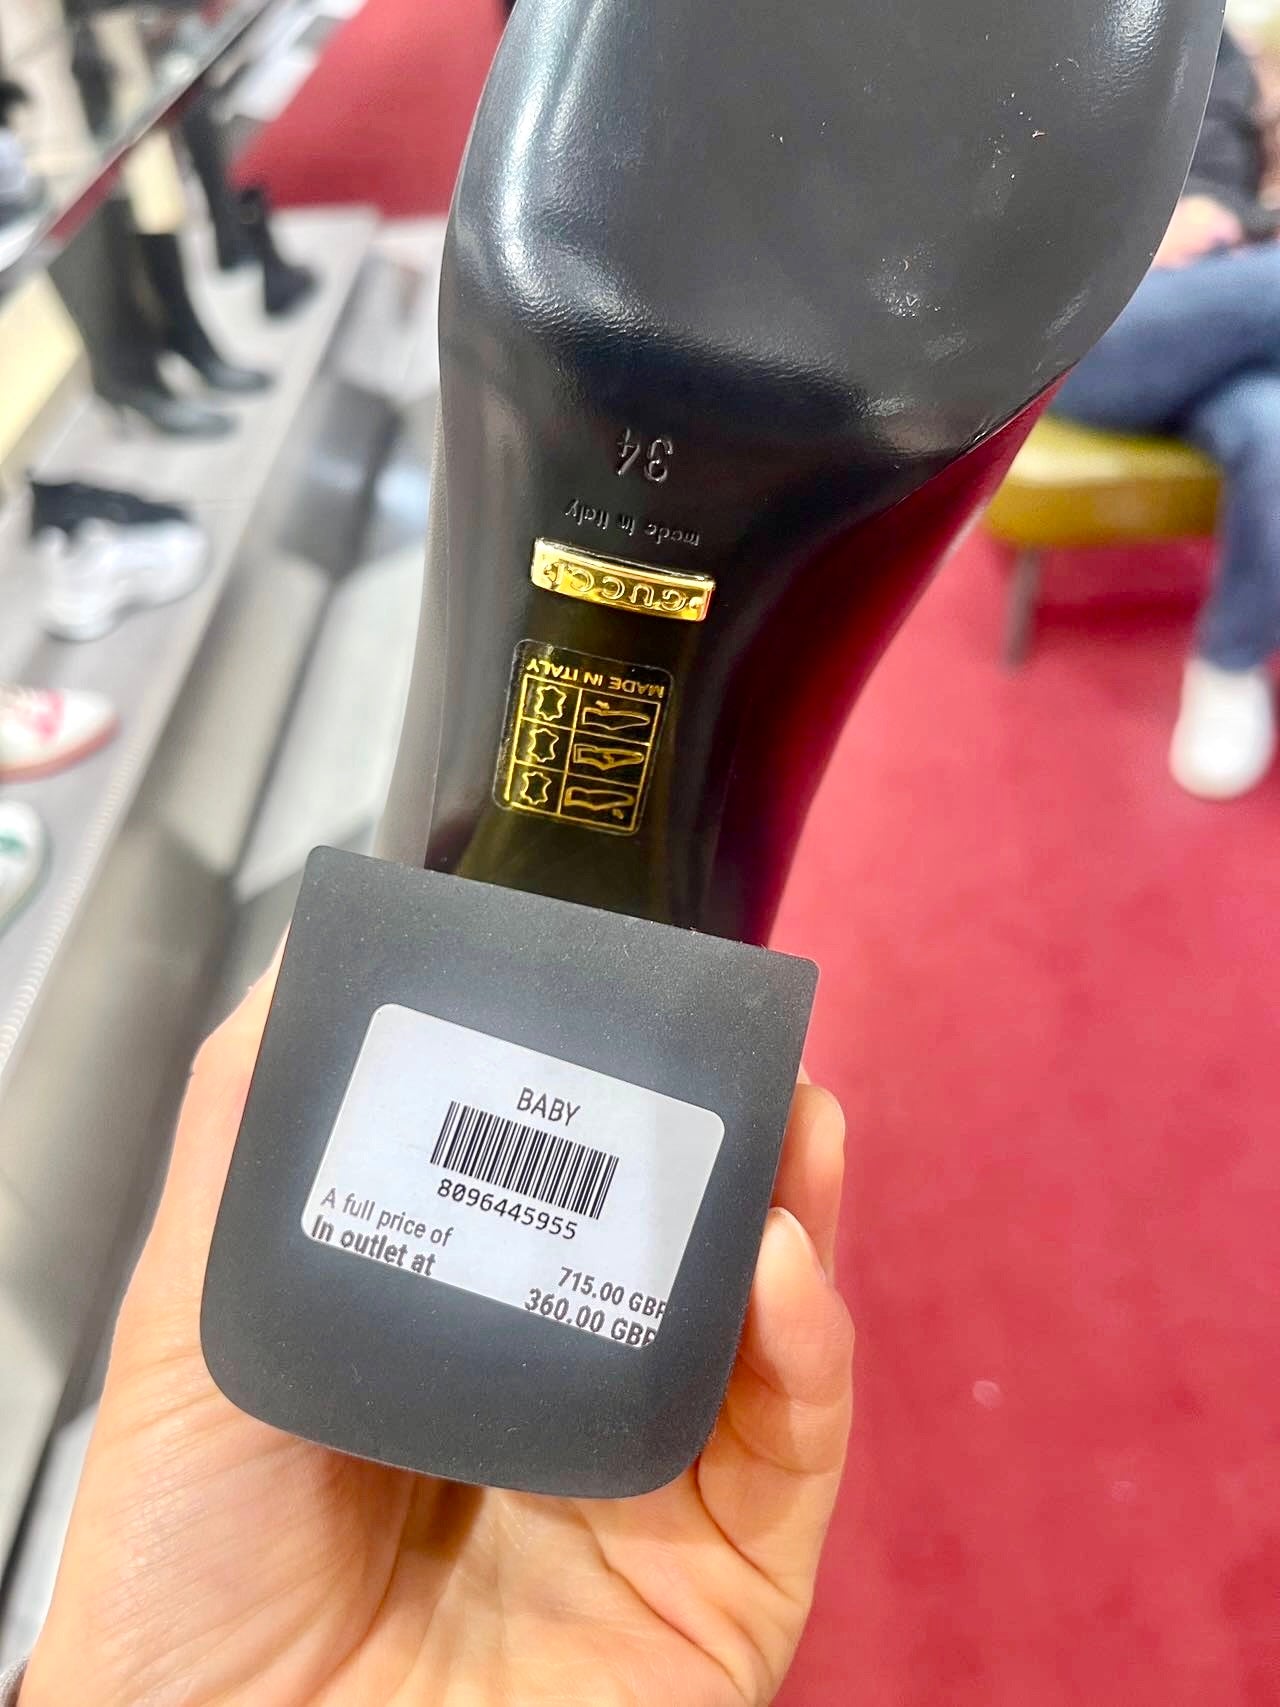 34
made in italy
GUCCI
MADE IN ITALY
BABY
8096445955
A full price of 715.00 GBP
In outlet at 360.00 GBP